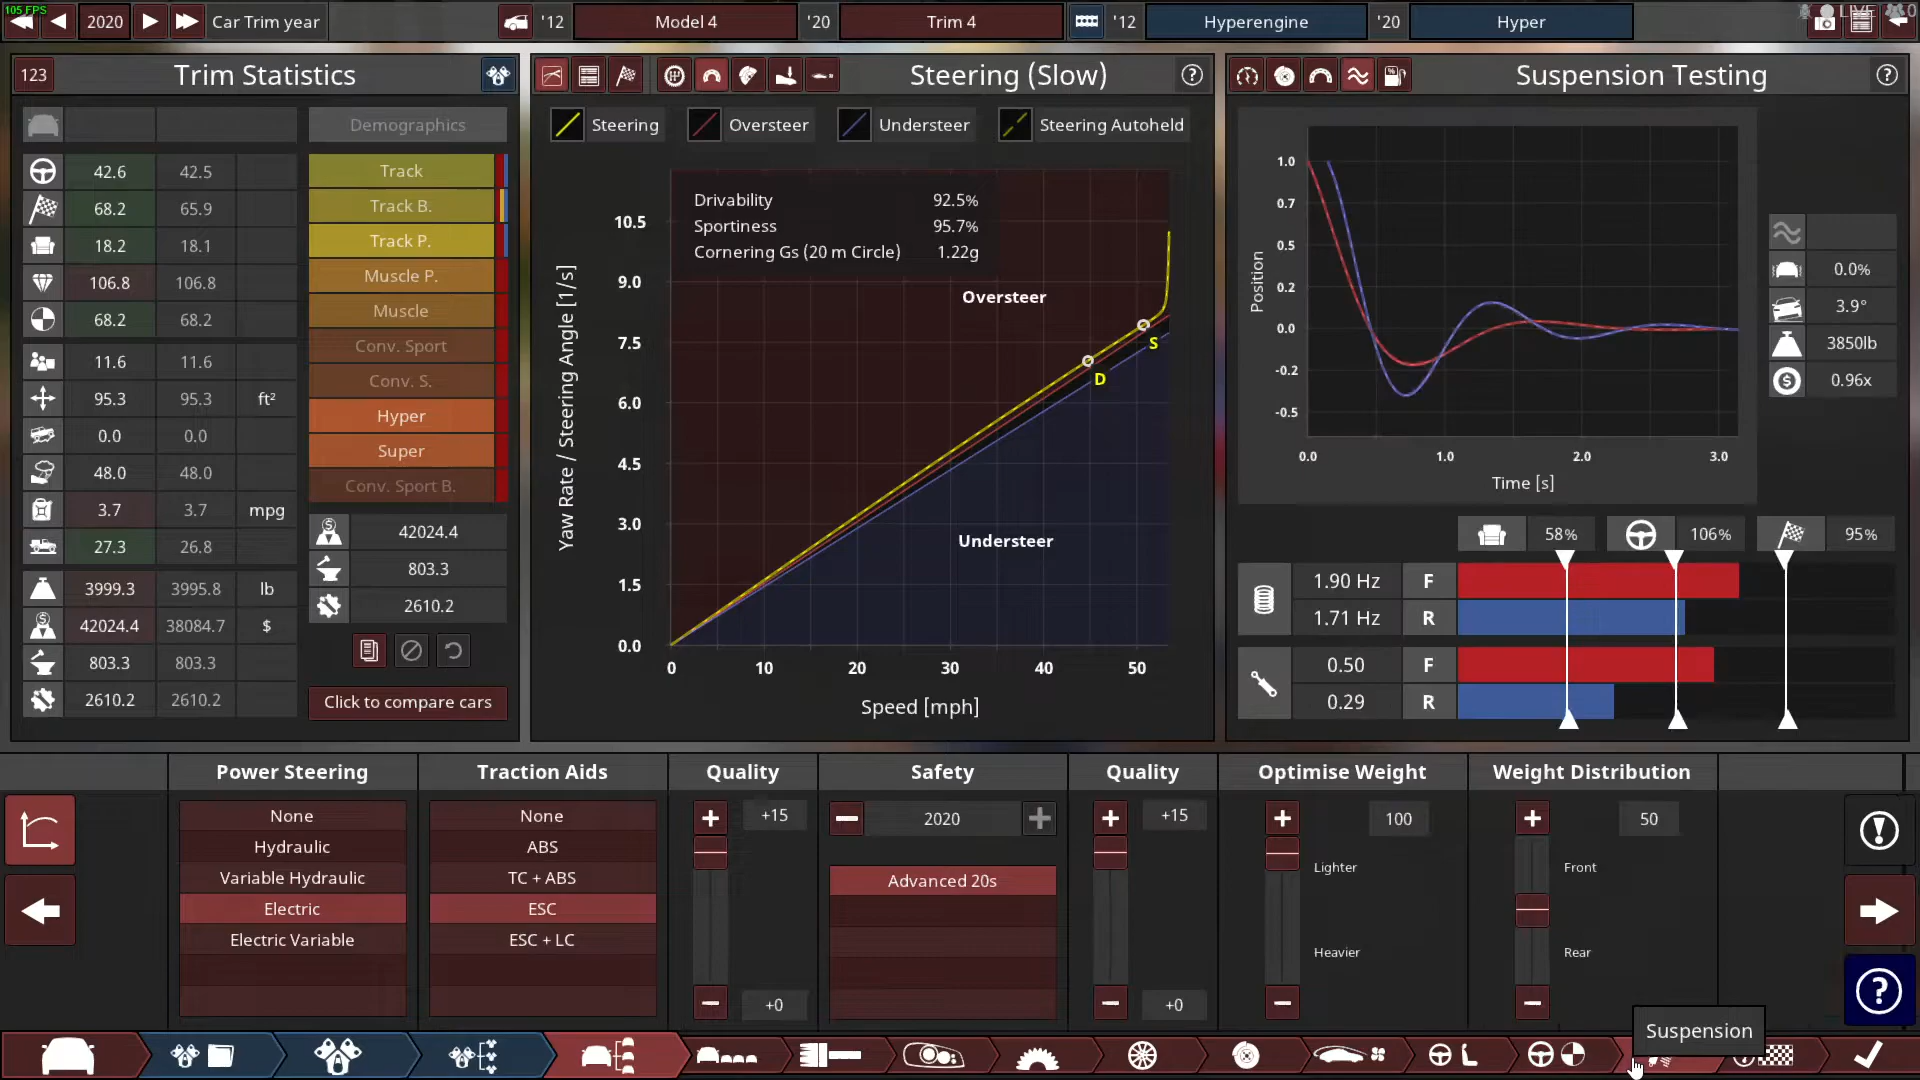 105 FPS
2020
Car Trim year
'12
Model 4
'20
Trim 4
'12
Hyperengine
'20
Hyper
LIVE
0
123
Trim Statistics
Demographics
42.6 42.5
68.2 65.9
18.2 18.1
106.8 106.8
68.2 68.2
11.6 11.6
95.3 95.3 ft²
0.0 0.0
48.0 48.0
3.7 3.7 mpg
27.3 26.8
3999.3 3995.8 lb
42024.4 38084.7 $
803.3 803.3
2610.2 2610.2
Track
Track B.
Track P.
Muscle P.
Muscle
Conv. Sport
Conv. S.
Hyper
Super
Conv. Sport B.
42024.4
803.3
2610.2
Click to compare cars
Steering (Slow)
?
Steering
Oversteer
Understeer
Steering Autoheld
Drivability 92.5%
Sportiness 95.7%
Cornering Gs (20 m Circle) 1.22g
Oversteer
S
D
Understeer
Yaw Rate / Steering Angle [1/s]
10.5
9.0
7.5
6.0
4.5
3.0
1.5
0.0
0 10 20 30 40 50
Speed [mph]
Suspension Testing
?
Position
1.0
0.7
0.5
0.2
0.0
-0.2
-0.5
0.0 1.0 2.0 3.0
Time [s]
0.0%
3.9°
3850lb
0.96x
58%
106%
95%
1.90 Hz F
1.71 Hz R
0.50 F
0.29 R
Power Steering
None
Hydraulic
Variable Hydraulic
Electric
Electric Variable
Traction Aids
None
ABS
TC + ABS
ESC
ESC + LC
Quality
+15
+0
Safety
2020
Advanced 20s
Quality
+15
+0
Optimise Weight
100
Lighter
Heavier
Weight Distribution
50
Front
Rear
?
Suspension